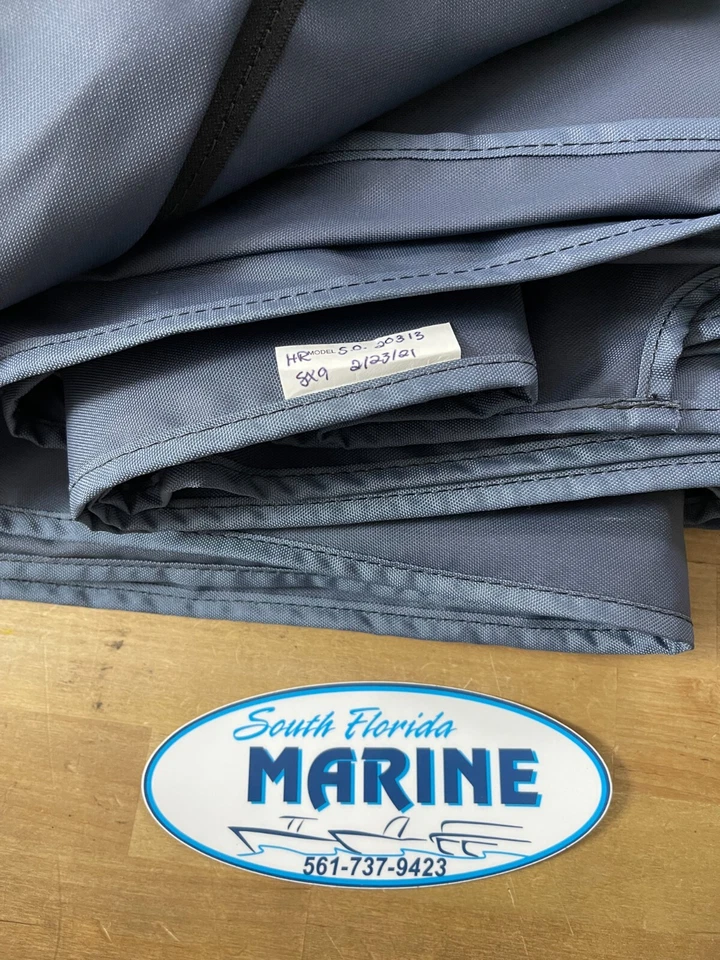 HR MODEL S.O. 20313
8X9 2/23/21
South Florida
MARINE
561-737-9423